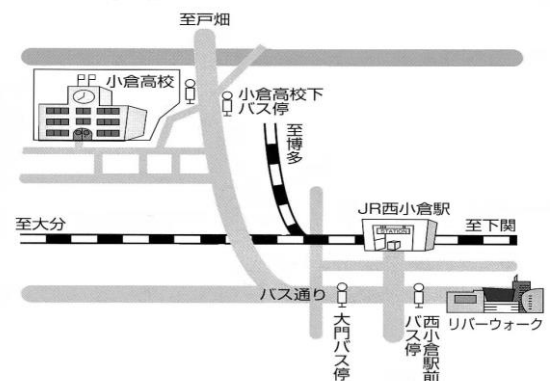 至戸畑
小倉高校
小倉高校下
バス停
至博多
JR西小倉駅
至大分
至下関
STATION
バス通り
大門バス停
西小倉駅前
バス停
リバーウォーク